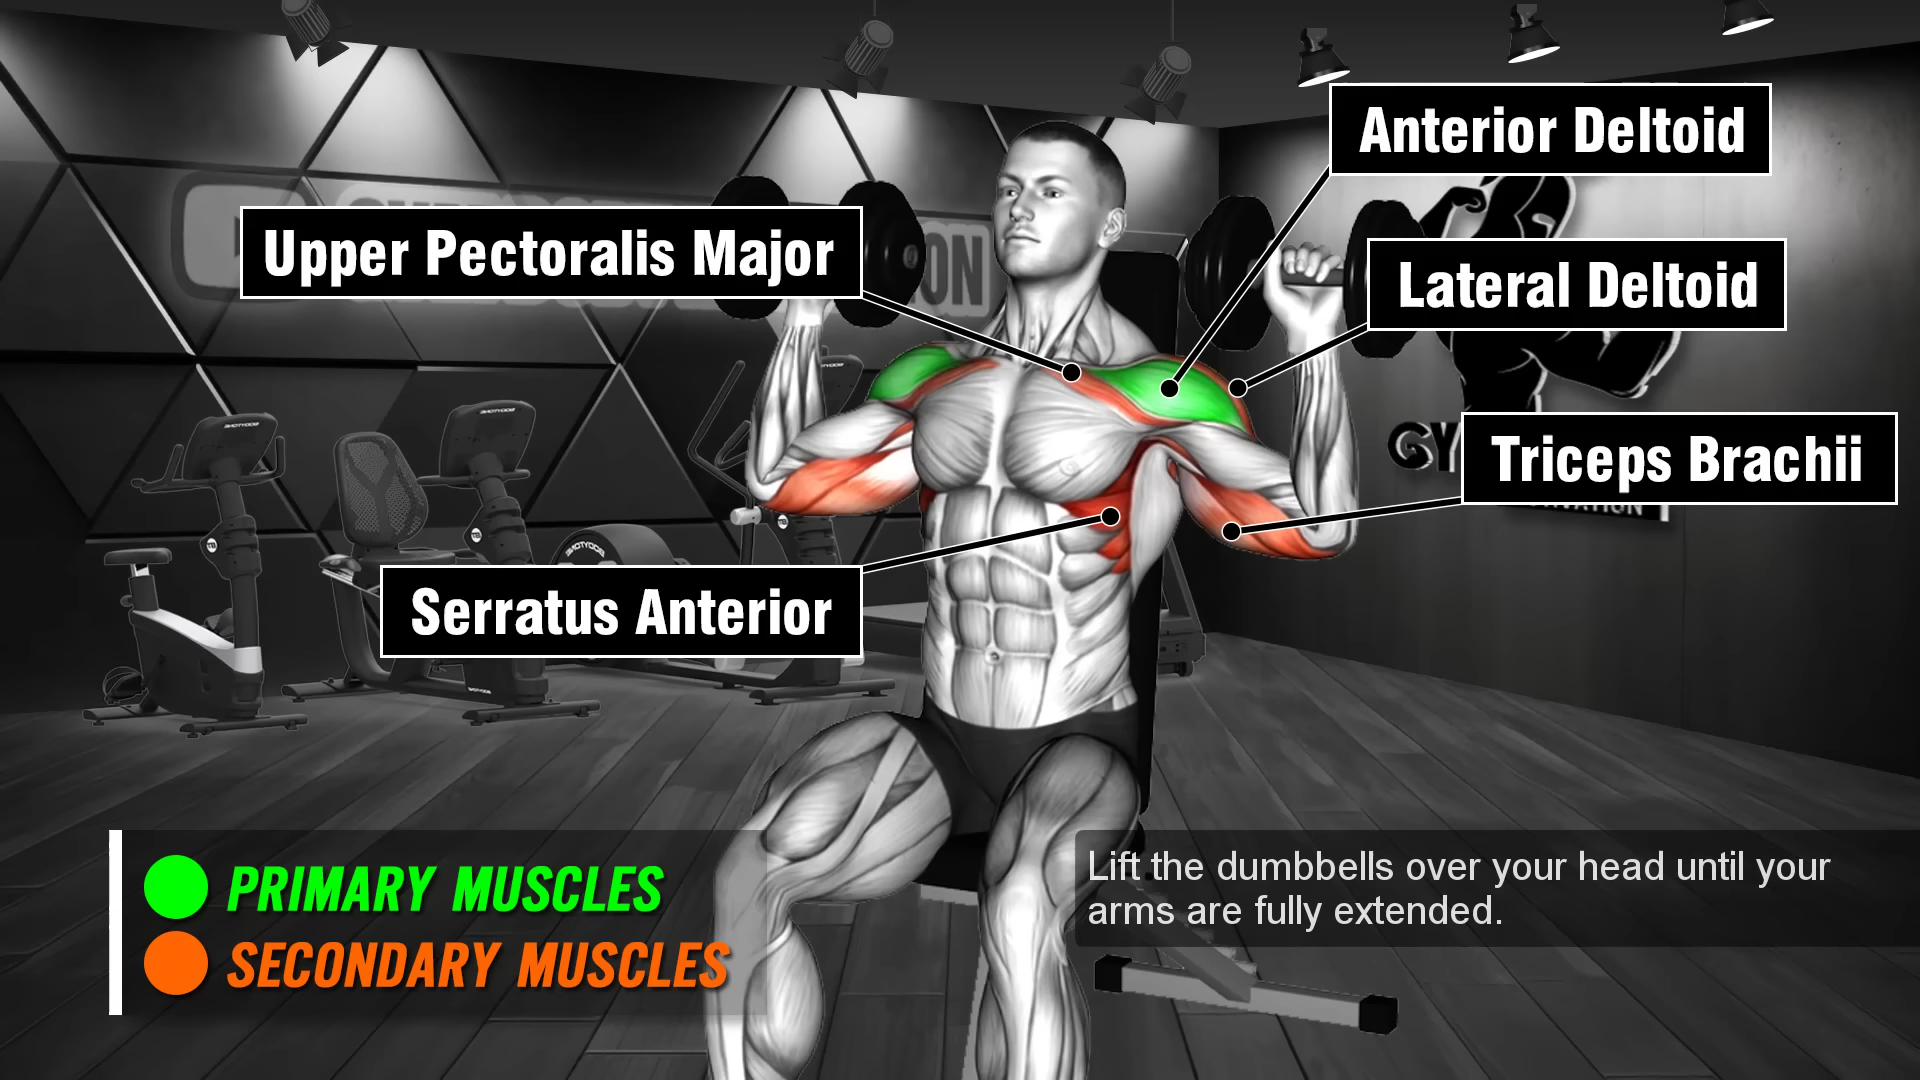 Anterior Deltoid
Upper Pectoralis Major
Lateral Deltoid
Triceps Brachii
Serratus Anterior
PRIMARY MUSCLES
SECONDARY MUSCLES
Lift the dumbbells over your head until your
arms are fully extended.